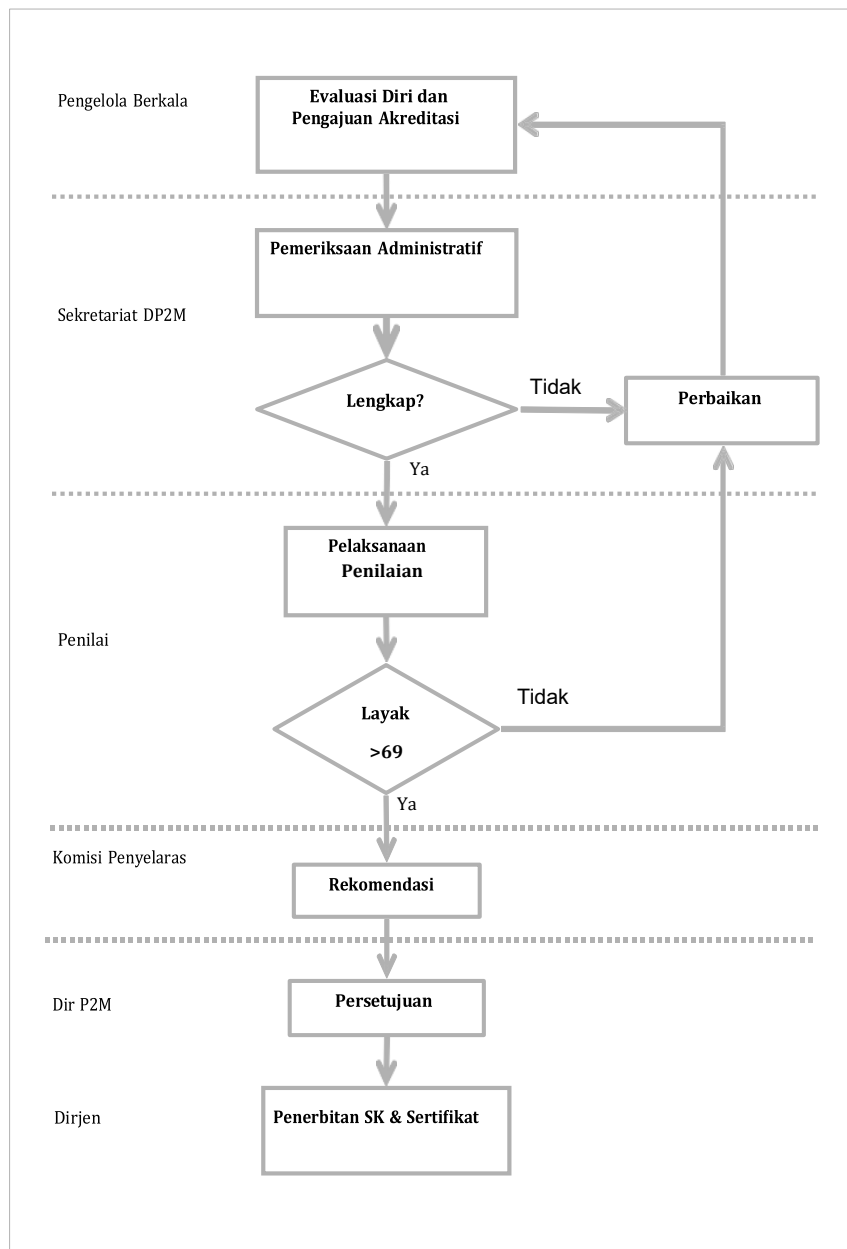 Pengelola Berkala
Evaluasi Diri dan
Pengajuan Akreditasi
Pemeriksaan Administratif
Sekretariat DP2M
Lengkap?
Tidak
Perbaikan
Ya
Pelaksanaan
Penilaian
Penilai
Layak
>69
Tidak
Ya
Komisi Penyelaras
Rekomendasi
Dir P2M
Persetujuan
Dirjen
Penerbitan SK & Sertifikat